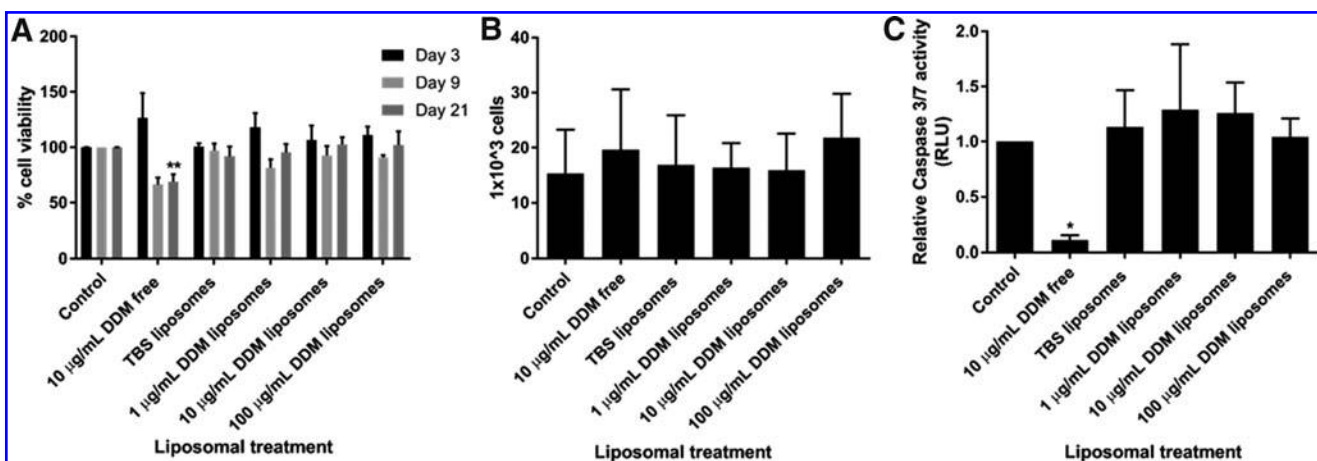 A
% cell viability
200
150
100
50
0
Day 3
Day 9
Day 21
**
Control
10 µg/mL DDM free
TBS liposomes
1 µg/mL DDM liposomes
10 µg/mL DDM liposomes
100 µg/mL DDM liposomes
Liposomal treatment
B
1x10^3 cells
40
30
20
10
0
Control
10 µg/mL DDM free
TBS liposomes
1 µg/mL DDM liposomes
10 µg/mL DDM liposomes
100 µg/mL DDM liposomes
Liposomal treatment
C
Relative Caspase 3/7 activity
(RLU)
2.0
1.5
1.0
0.5
0.0
*
Control
10 µg/mL DDM free
TBS liposomes
1 µg/mL DDM liposomes
10 µg/mL DDM liposomes
100 µg/mL DDM liposomes
Liposomal treatment